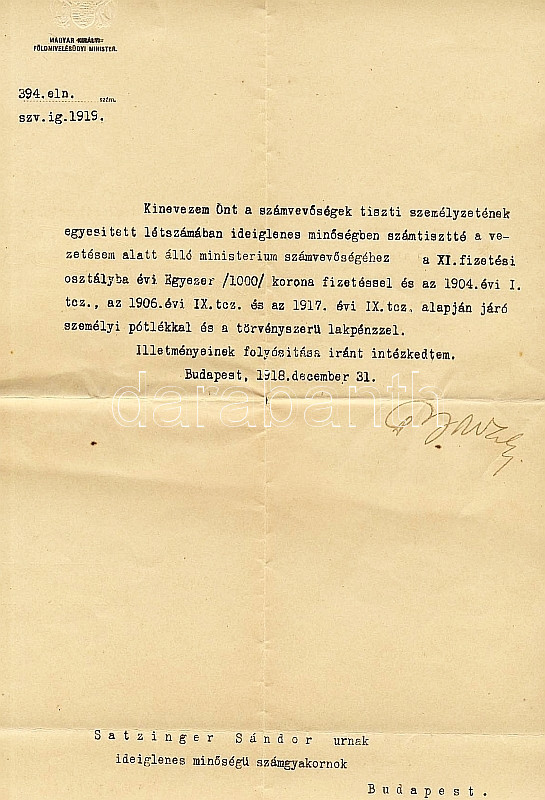 MAGYAR KIRÁLYI
FÖLDMIVELÉSÜGYI MINISTER.
394.eln. szám.
szv.ig.1919.
Kinevezem Önt a számvevőségek tiszti személyzetének
egyesitett létszámában ideiglenes minőségben számtisztté a ve-
zetésem alatt álló ministerium számvevőségéhez a XI.fizetési
osztályba évi Egyezer /1000/ korona fizetéssel és az 1904.évi I.
tcz., az 1906.évi IX.tcz. és az 1917. évi IX.tcz. alapján járó
személyi pótlékkal és a törvényszerü lakpénzzel.
Illetményeinek folyósitása iránt intézkedtem.
Budapest, 1918.december 31.
darabanth
Satzinger Sándor urnak
ideiglenes minőségü számgyakornok
Budapest.